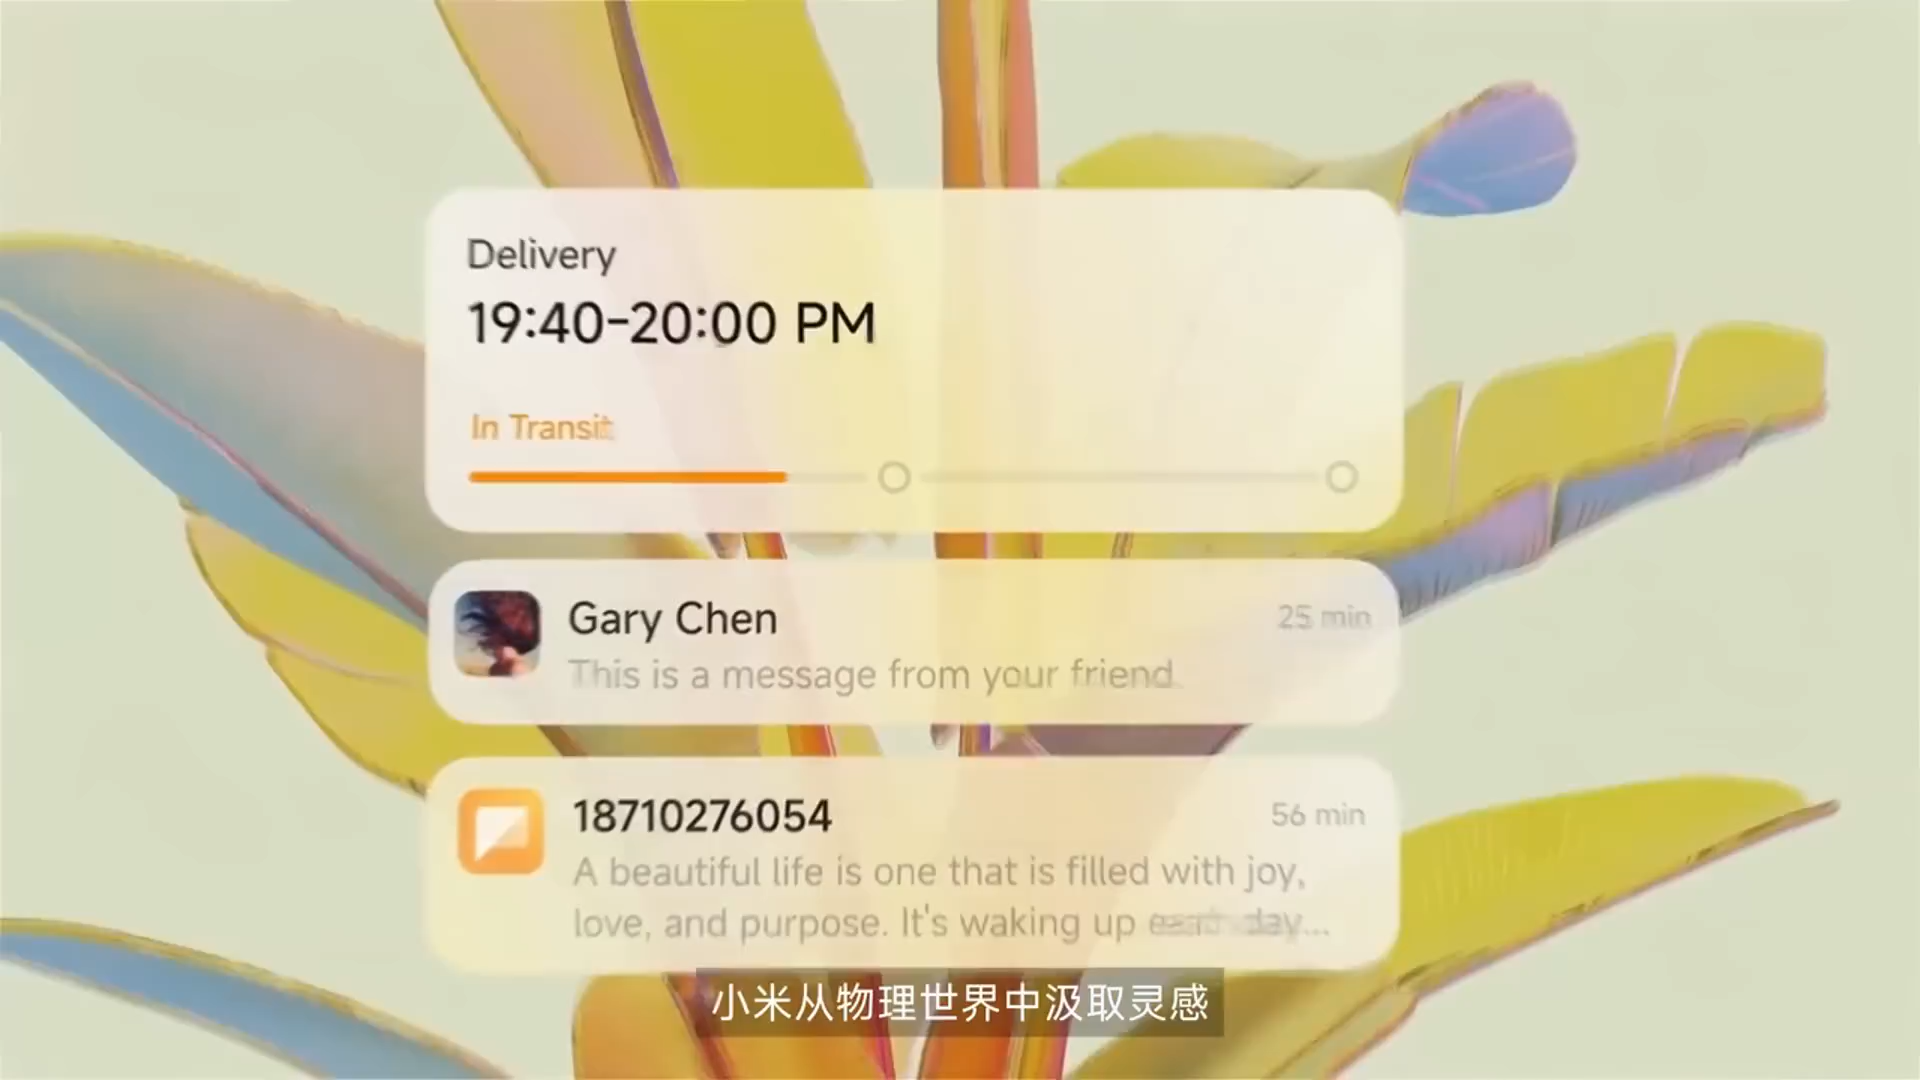 Delivery
19:40-20:00 PM
In Transit
Gary Chen
25 min
This is a message from your friend.
18710276054
56 min
A beautiful life is one that is filled with joy,
love, and purpose. It's waking up each day...
小米从物理世界中汲取灵感